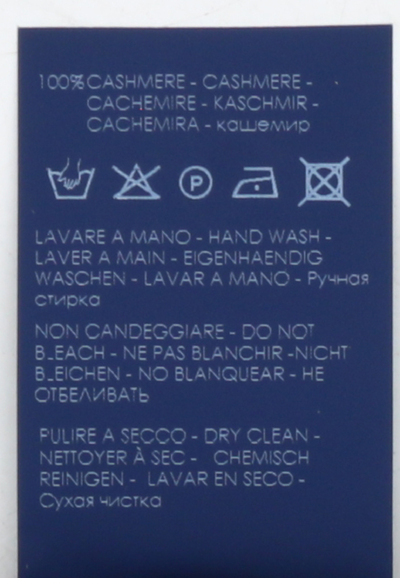 100% CASHMERE - CASHMERE -
CACHEMIRE - KASCHMIR -
CACHEMIRA - кашемир
P
LAVARE A MANO - HAND WASH -
LAVER A MAIN - EIGENHAENDIG
WASCHEN - LAVAR A MANO - Ручная
стирка
NON CANDEGGIARE - DO NOT
BLEACH - NE PAS BLANCHIR -NICHT
BLEICHEN - NO BLANQUEAR - НЕ
ОТБЕЛИВАТЬ
PULIRE A SECCO - DRY CLEAN -
NETTOYER À SEC - CHEMISCH
REINIGEN - LAVAR EN SECO -
Сухая чистка